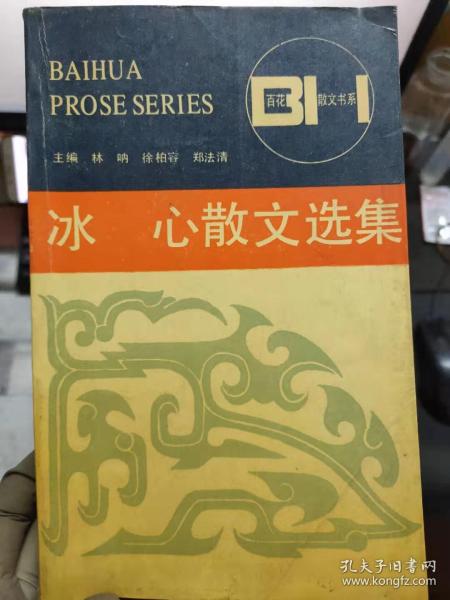 BAIHUA
PROSE SERIES
百花 BH 散文书系
主编 林 呐 徐柏容 郑法清
冰 心散文选集
孔夫子旧书网
www.kongfz.com